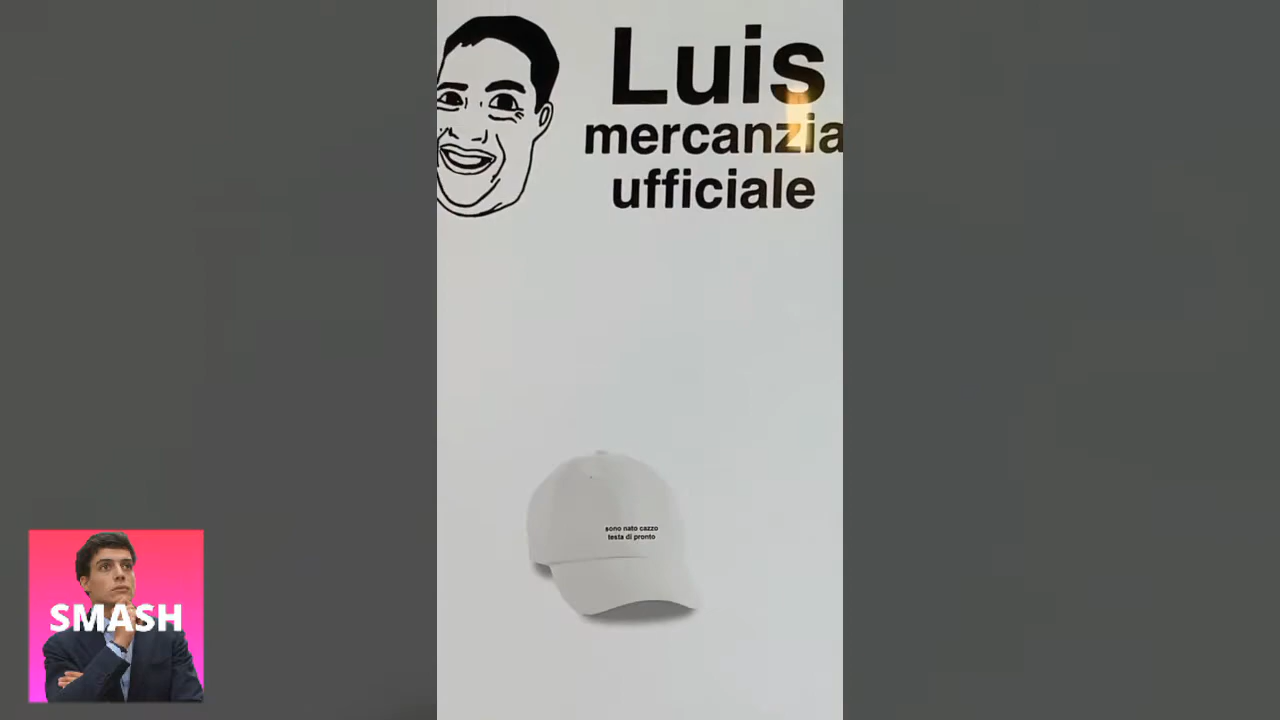 Luis
mercanzia
ufficiale
sono nato cazzo
testa di pronto
SMASH